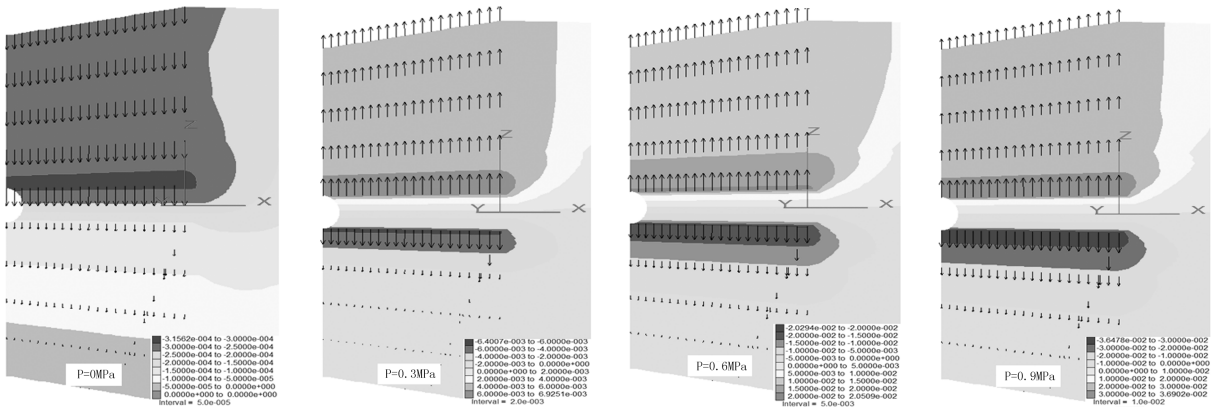 Z
X
-3.1562e-004 to -3.0000e-004
-3.0000e-004 to -2.5000e-004
-2.5000e-004 to -2.0000e-004
-2.0000e-004 to -1.5000e-004
-1.5000e-004 to -1.0000e-004
-1.0000e-004 to -5.0000e-005
-5.0000e-005 to 0.0000e+000
0.0000e+000 to 0.0000e+000
Interval = 5.0e-005
P=0MPa
Z
Y
X
-6.4007e-003 to -6.0000e-003
-6.0000e-003 to -4.0000e-003
-4.0000e-003 to -2.0000e-003
-2.0000e-003 to 0.0000e+000
0.0000e+000 to 2.0000e-003
2.0000e-003 to 4.0000e-003
4.0000e-003 to 6.0000e-003
6.0000e-003 to 6.9251e-003
Interval = 2.0e-003
P=0.3MPa
Z
Y
X
-2.0294e-002 to -2.0000e-002
-2.0000e-002 to -1.5000e-002
-1.5000e-002 to -1.0000e-002
-1.0000e-002 to -5.0000e-003
-5.0000e-003 to 0.0000e+000
0.0000e+000 to 5.0000e-003
5.0000e-003 to 1.0000e-002
1.0000e-002 to 1.5000e-002
1.5000e-002 to 2.0000e-002
2.0000e-002 to 2.0509e-002
Interval = 5.0e-003
P=0.6MPa
Z
Y
X
-3.6478e-002 to -3.0000e-002
-3.0000e-002 to -2.0000e-002
-2.0000e-002 to -1.0000e-002
-1.0000e-002 to 0.0000e+000
0.0000e+000 to 1.0000e-002
1.0000e-002 to 2.0000e-002
2.0000e-002 to 3.0000e-002
3.0000e-002 to 3.6902e-002
Interval = 1.0e-002
P=0.9MPa